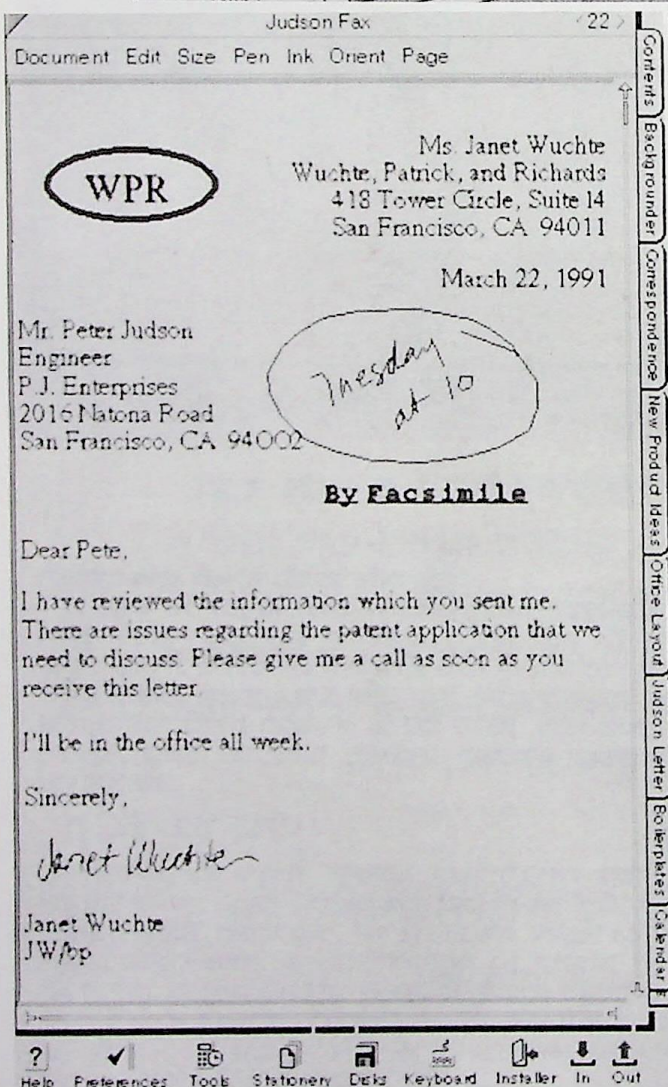 Judson Fax
< 22 >
Document Edit Size Pen Ink Orient Page
WPR
Ms. Janet Wuchte
Wuchte, Patrick, and Richards
418 Tower Circle, Suite 14
San Francisco, CA 94011
March 22, 1991
Mr. Peter Judson
Engineer
P.J. Enterprises
2016 Natona Road
San Francisco, CA 94002
Tuesday
at 10
By Facsimile
Dear Pete,
I have reviewed the information which you sent me.
There are issues regarding the patent application that we
need to discuss. Please give me a call as soon as you
receive this letter.
I'll be in the office all week.
Sincerely,
Janet Wuchte
Janet Wuchte
JW/bp
Contents
Backgrounder
Correspondence
New Product Ideas
Office Layout
Judson Letter
Boilerplates
Calendar
Help Preferences Tools Stationery Disks Keyboard Installer In Out